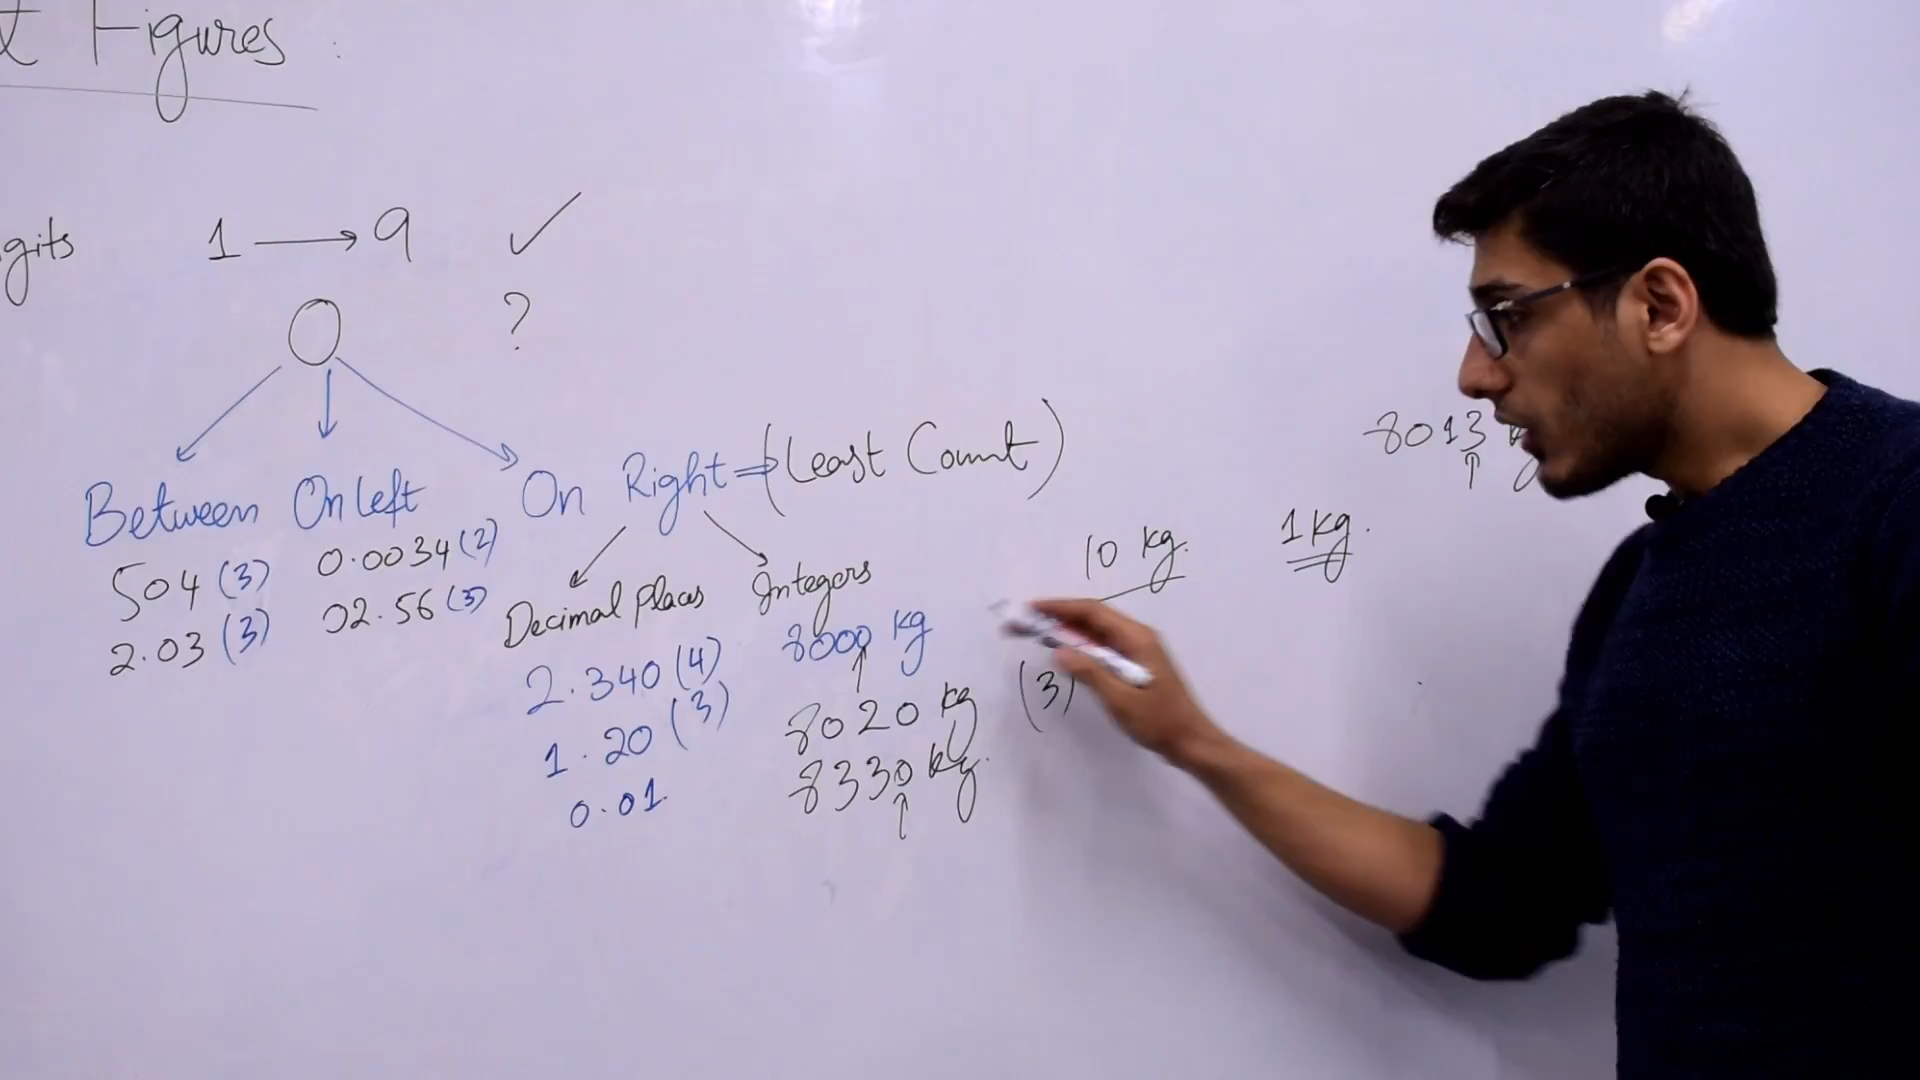 t Figures
gits 1 → 9 ✓
0 ?
Between On left On Right ⇒ (Least Count)
504 (3) 0.0034 (2)
2.03 (3) 02.56 (3)
Decimal Places Integers
2.340 (4) 8000 kg
1.20 (3) 8020 kg (3)
0.01 8330 kg.
10 kg. 1 kg.
8013 kg